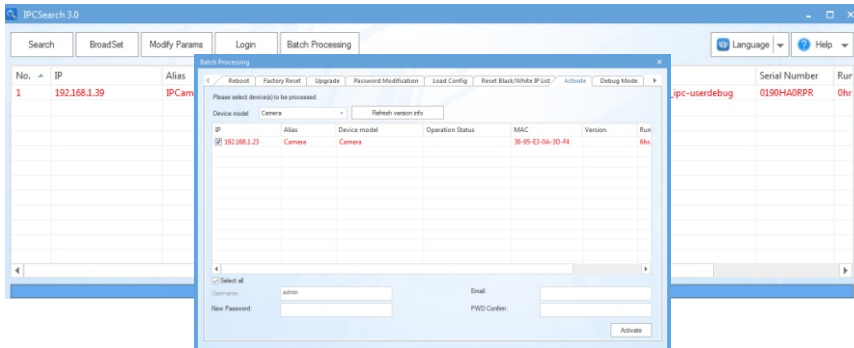 IPCSearch 3.0
Search BroadSet Modify Params Login Batch Processing Language Help
No. IP Alias Serial Number Run
1 192.168.1.39 IPCam _ipc-userdebug 0190HA0RPR 0hr
Batch Processing
Reboot Factory Reset Upgrade Password Modification Load Config Reset Black/White IP List Activate Debug Mode
Please select device(s) to be processed.
Device model Camera Refresh version info
IP Alias Device model Operation Status MAC Version Run
192.168.1.23 Camera Camera 38-95-E3-0A-3D-F4 6hr.
Select all
Username: admin Email:
New Password: PWD Confirm:
Activate